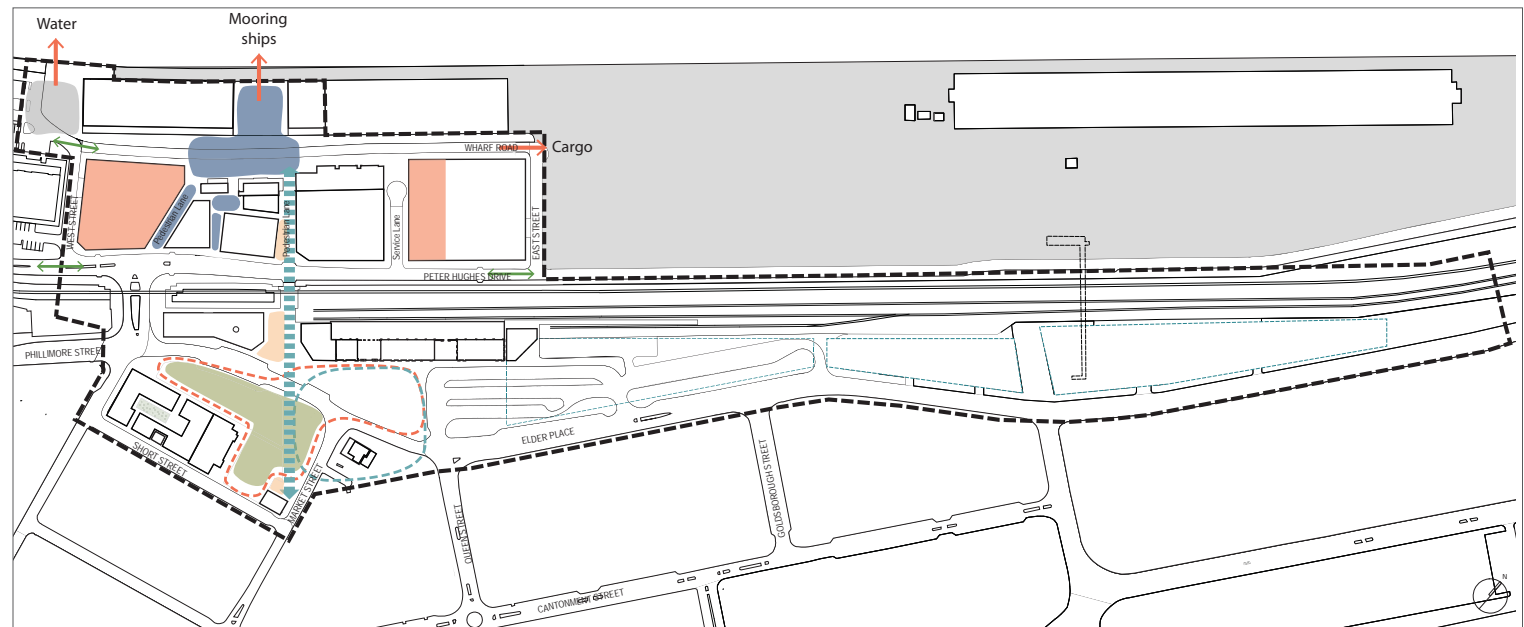 Water
Mooring
ships
WHARF ROAD
Cargo
WEST STREET
Pedestrian Lane
Pedestrian Lane
Service Lane
EAST STREET
PETER HUGHES DRIVE
PHILLIMORE STREET
SHORT STREET
MARKET STREET
ELDER PLACE
QUEEN STREET
GOLDSBOROUGH STREET
CANTONMENT STREET
N